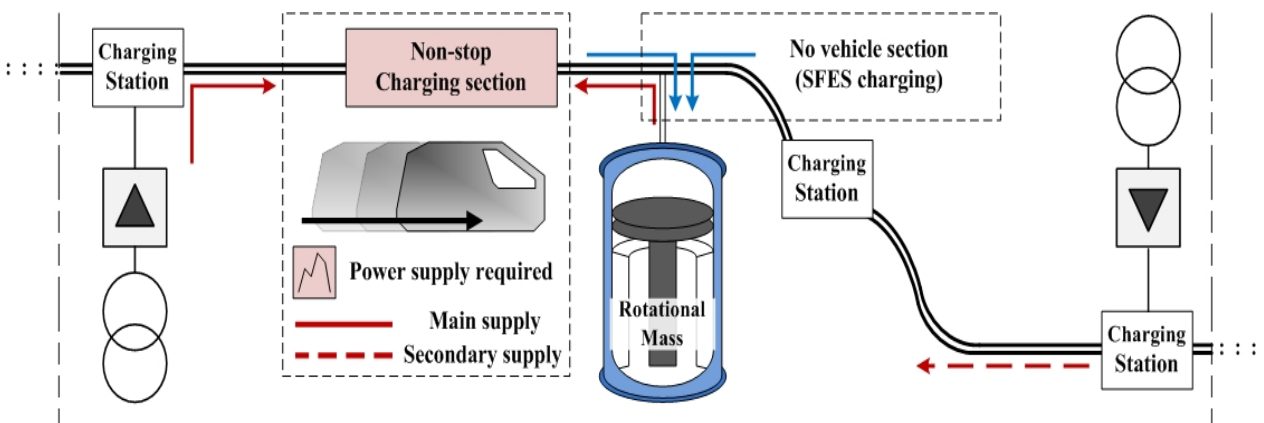 Charging
Station
Non-stop
Charging section
No vehicle section
(SFES charging)
Charging
Station
Power supply required
Main supply
Secondary supply
Rotational
Mass
Charging
Station